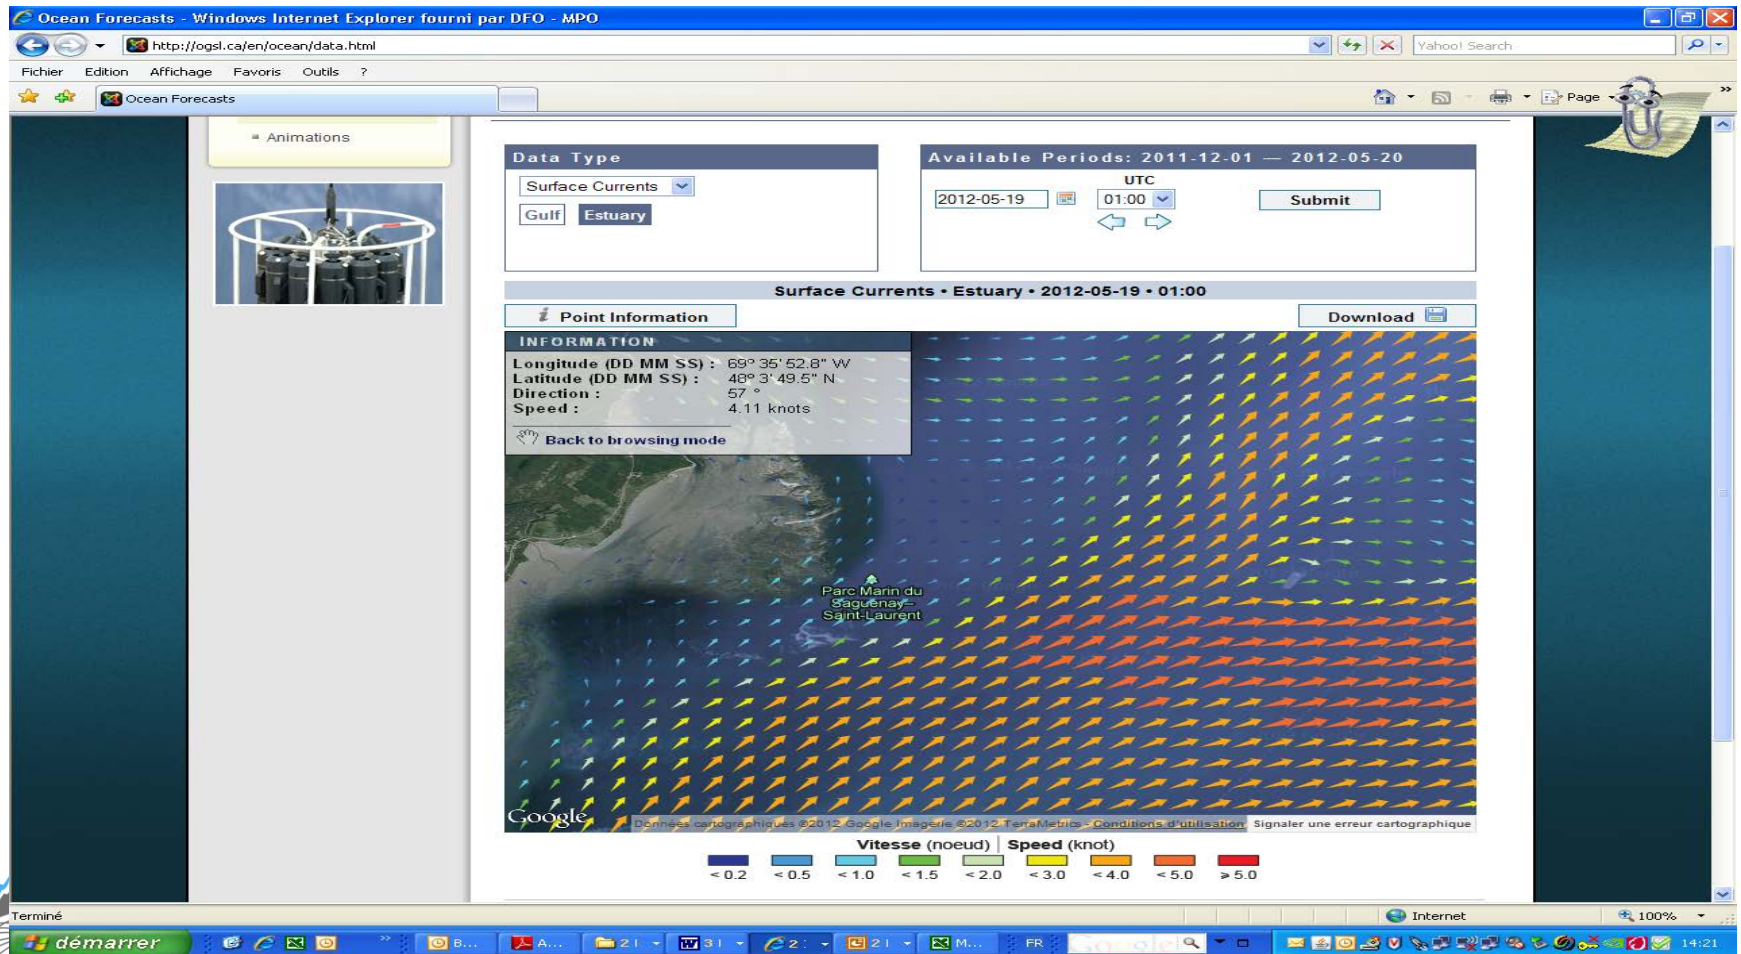 Ocean Forecasts - Windows Internet Explorer fourni par DFO - MPO
http://ogsl.ca/en/ocean/data.html
Yahoo! Search
Fichier Edition Affichage Favoris Outils ?
Ocean Forecasts
Page
»
Animations
Data Type
Surface Currents
Gulf Estuary
Available Periods: 2011-12-01 — 2012-05-20
UTC
2012-05-19 01:00 Submit
Surface Currents • Estuary • 2012-05-19 • 01:00
i Point Information
Download
INFORMATION
Longitude (DD MM SS) : 69° 35' 52.8" W
Latitude (DD MM SS) : 48° 3' 49.5" N
Direction : 57 °
Speed : 4.11 knots
Back to browsing mode
Parc Marin du
Saguenay–
Saint-Laurent
Google
Données cartographiques ©2012 Google Imagerie ©2012 TerraMetrics - Conditions d'utilisation Signaler une erreur cartographique
Vitesse (noeud) | Speed (knot)
< 0.2 < 0.5 < 1.0 < 1.5 < 2.0 < 3.0 < 4.0 < 5.0 ≥ 5.0
Terminé
Internet
100%
démarrer
»
B...
A...
2 I
3 I
2 :
2 I
M...
FR
Google
14:21